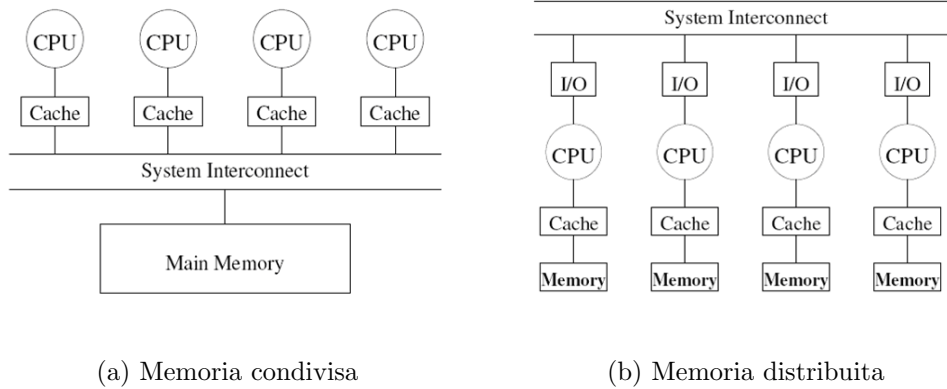 CPU CPU CPU CPU
Cache Cache Cache Cache
System Interconnect
Main Memory
(a) Memoria condivisa
System Interconnect
I/O I/O I/O I/O
CPU CPU CPU CPU
Cache Cache Cache Cache
Memory Memory Memory Memory
(b) Memoria distribuita